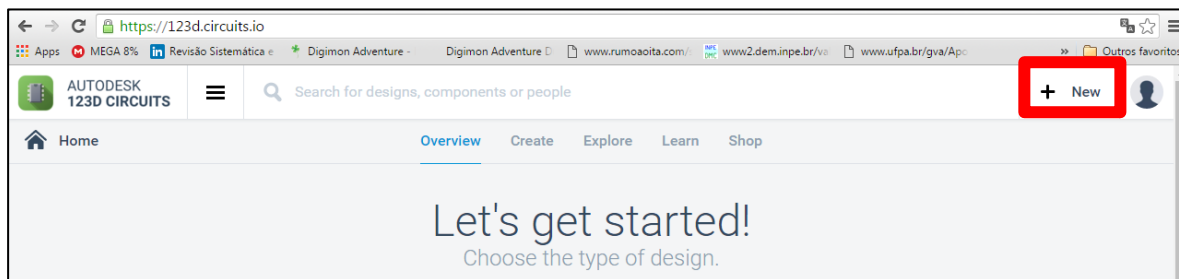 https://123d.circuits.io
Apps MEGA 8% in Revisão Sistemática e Digimon Adventure - Digimon Adventure D www.rumoaoita.com/ www2.dem.inpe.br/va www.ufpa.br/gva/Apo » Outros favoritos
AUTODESK
123D CIRCUITS
Search for designs, components or people
+ New
Home Overview Create Explore Learn Shop
Let's get started!
Choose the type of design.